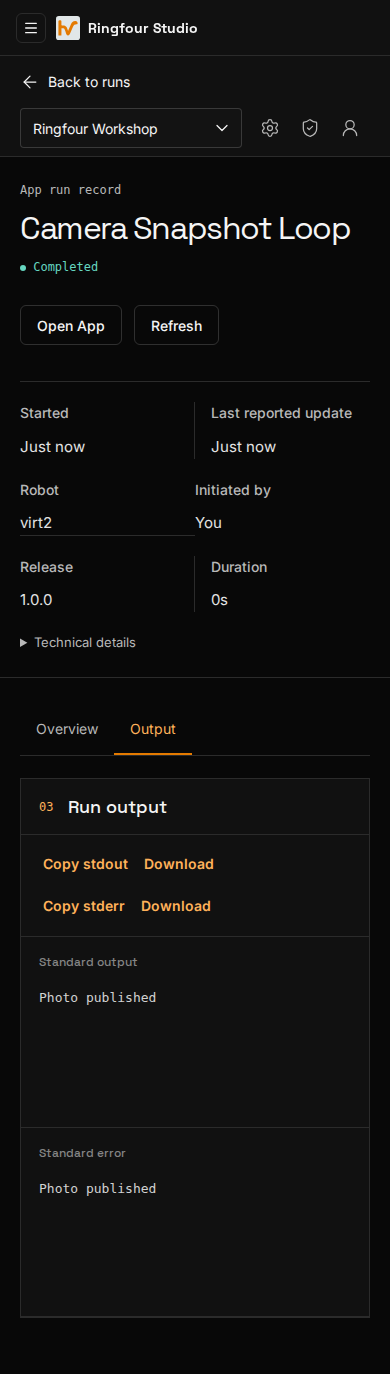 Ringfour Studio
Back to runs
Ringfour Workshop
App run record
Camera Snapshot Loop
Completed
Open App
Refresh
Started
Last reported update
Just now
Just now
Robot
Initiated by
virt2
You
Release
Duration
1.0.0
0s
Technical details
Overview
Output
03 Run output
Copy stdout
Download
Copy stderr
Download
Standard output
Photo published
Standard error
Photo published